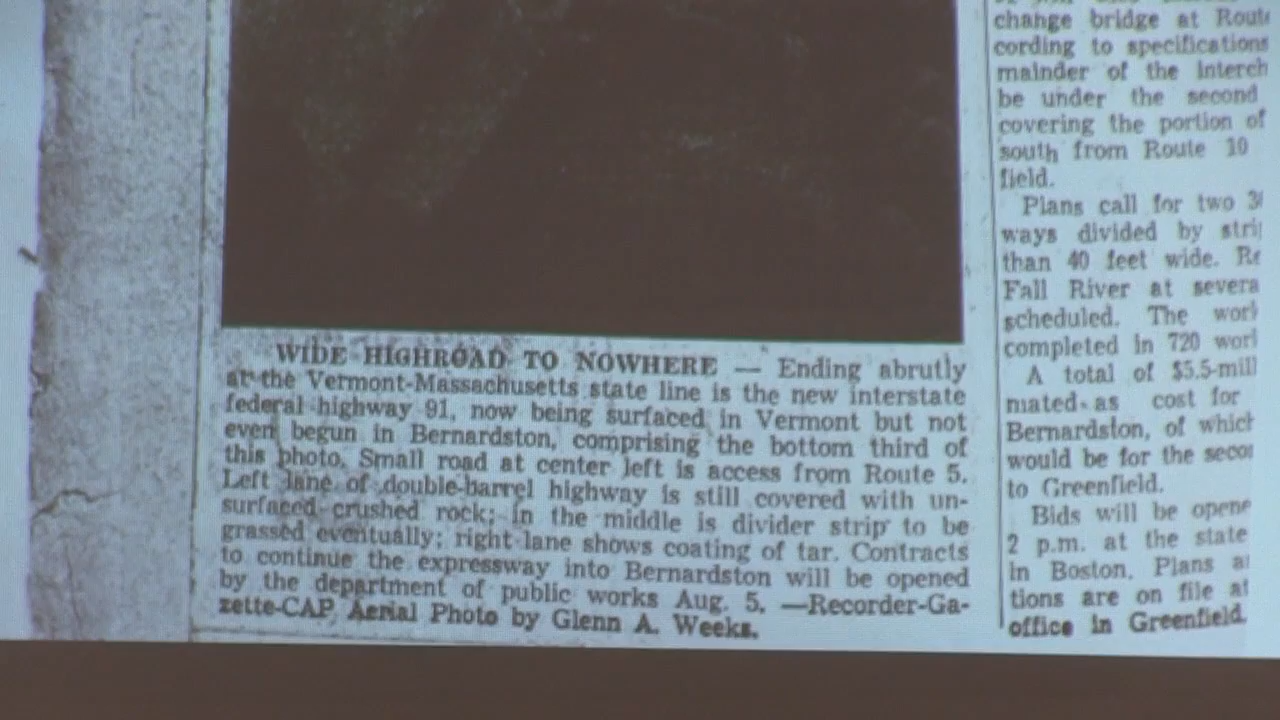 WIDE HIGHROAD TO NOWHERE — Ending abrutly
at the Vermont-Massachusetts state line is the new interstate
federal highway 91, now being surfaced in Vermont but not
even begun in Bernardston, comprising the bottom third of
this photo. Small road at center left is access from Route 5.
Left lane of double-barrel highway is still covered with un-
surfaced crushed rock; in the middle is divider strip to be
grassed eventually; right lane shows coating of tar. Contracts
to continue the expressway into Bernardston will be opened
by the department of public works Aug. 5. —Recorder-Ga-
zette-CAP Aerial Photo by Glenn A. Weeks.
change bridge at Route
cording to specifications
mainder of the interch
be under the second
covering the portion of
south from Route 10
field.
Plans call for two
ways divided by stri
than 40 feet wide. Re
Fall River at severa
scheduled. The work
completed in 720 wor
A total of $5.5-mill
mated as cost for
Bernardston, of which
would be for the secon
to Greenfield.
Bids will be opene
2 p.m. at the state
in Boston. Plans a
tions are on file at
office in Greenfield.